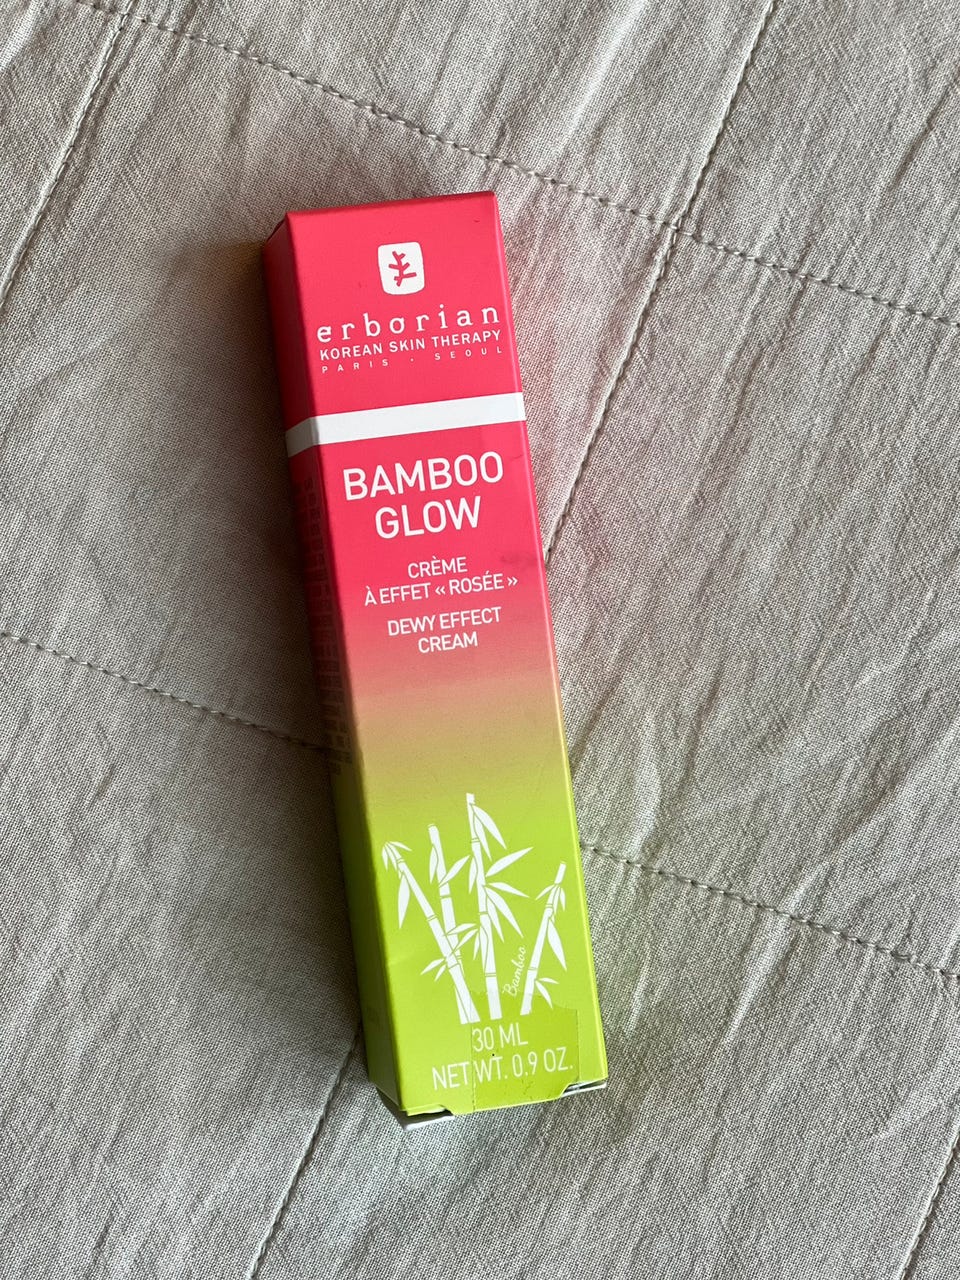 erborian
KOREAN SKIN THERAPY
PARIS · SEOUL
BAMBOO
GLOW
CRÈME
À EFFET « ROSÉE »
DEWY EFFECT
CREAM
Bamboo
30 ML
NET WT. 0.9 OZ.